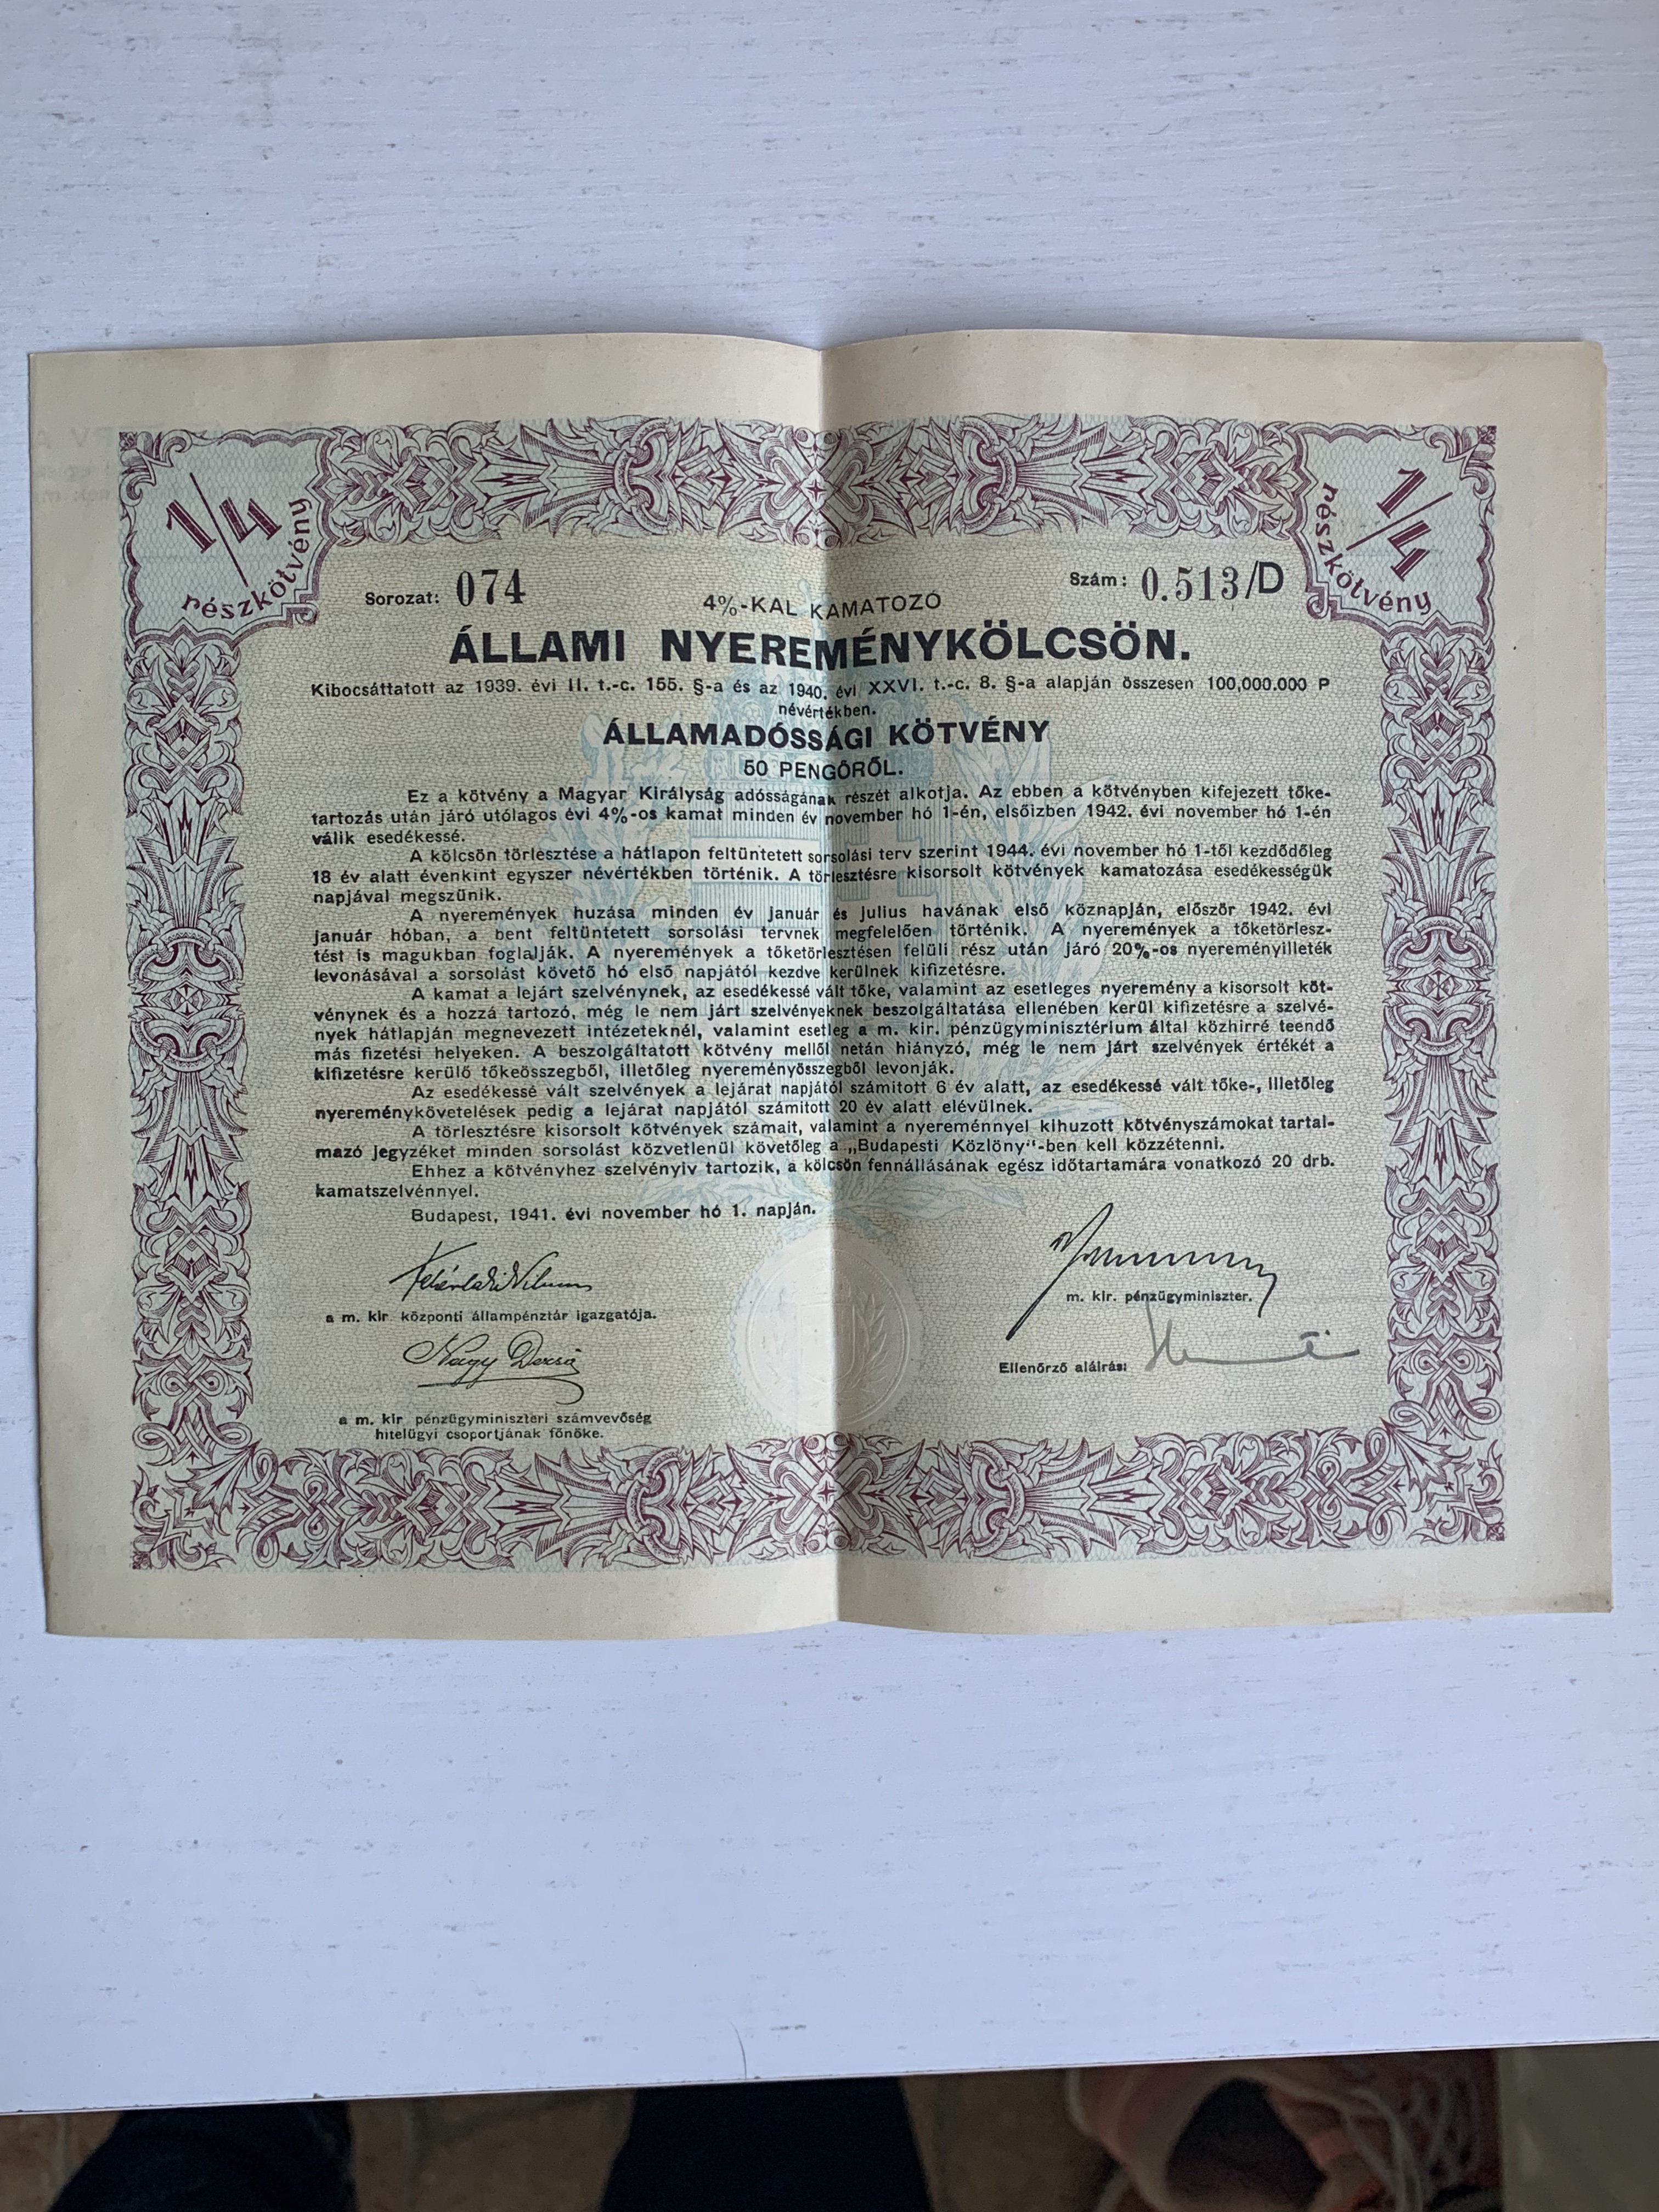 1/4
részkötvény
1/4
részkötvény
Sorozat: 074
Szám: 0.513/D
4%-KAL KAMATOZÓ
ÁLLAMI NYEREMÉNYKÖLCSÖN.
Kibocsáttatott az 1939. évi II. t.-c. 155. §-a és az 1940. évi XXVI. t.-c. 8. §-a alapján összesen 100,000.000 P
névértékben.
ÁLLAMADÓSSÁGI KÖTVÉNY
50 PENGŐRŐL.
Ez a kötvény a Magyar Királyság adósságának részét alkotja. Az ebben a kötvényben kifejezett tőke-
tartozás után járó utólagos évi 4%-os kamat minden év november hó 1-én, elsőizben 1942. évi november hó 1-én
válik esedékessé.
A kölcsön törlesztése a hátlapon feltüntetett sorsolási terv szerint 1944. évi november hó 1-től kezdődőleg
18 év alatt évenkint egyszer névértékben történik. A törlesztésre kisorsolt kötvények kamatozása esedékességük
napjával megszűnik.
A nyeremények huzása minden év január és julius havának első köznapján, először 1942. évi
január hóban, a bent feltüntetett sorsolási tervnek megfelelően történik. A nyeremények a tőketörlesz-
tést is magukban foglalják. A nyeremények a tőketörlesztésen felüli rész után járó 20%-os nyereményilleték
levonásával a sorsolást követő hó első napjától kezdve kerülnek kifizetésre.
A kamat a lejárt szelvénynek, az esedékessé vált tőke, valamint az esetleges nyeremény a kisorsolt köt-
vénynek és a hozzá tartozó, még le nem járt szelvényeknek beszolgáltatása ellenében kerül kifizetésre a szelvé-
nyek hátlapján megnevezett intézeteknél, valamint esetleg a m. kir. pénzügyminisztérium által közhirré teendő
más fizetési helyeken. A beszolgáltatott kötvény mellől netán hiányzó, még le nem járt szelvények értékét a
kifizetésre kerülő tőkeösszegből, illetőleg nyereményösszegből levonják.
Az esedékessé vált szelvények a lejárat napjától számitott 6 év alatt, az esedékessé vált tőke-, illetőleg
nyereménykövetelések pedig a lejárat napjától számitott 20 év alatt elévülnek.
A törlesztésre kisorsolt kötvények számait, valamint a nyereménnyel kihuzott kötvényszámokat tartal-
mazó jegyzéket minden sorsolást közvetlenül követőleg a „Budapesti Közlöny"-ben kell közzétenni.
Ehhez a kötvényhez szelvényiv tartozik, a kölcsön fennállásának egész időtartamára vonatkozó 20 drb.
kamatszelvénnyel.
Budapest, 1941. évi november hó 1. napján.
a m. kir központi állampénztár igazgatója.
m. kir. pénzügyminiszter.
Nagy
Ellenőrző aláírás:
a m. kir pénzügyminiszteri számvevőség
hitelügyi csoportjának főnöke.